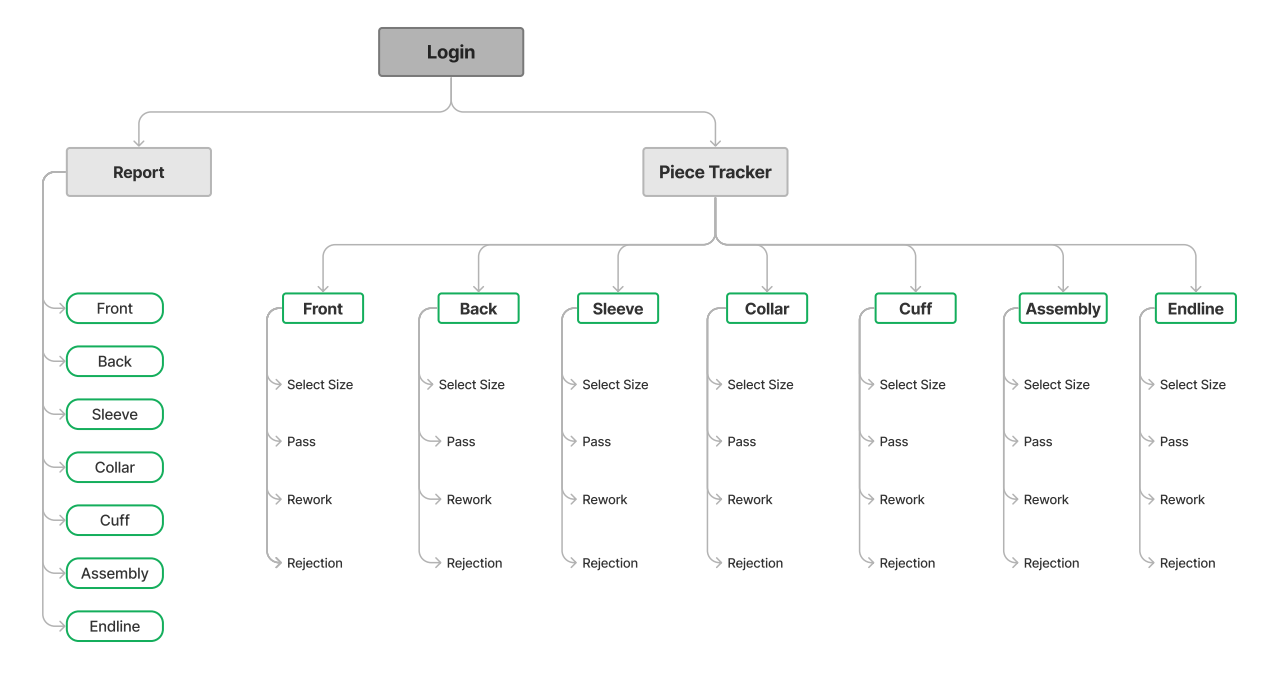 Login
Report
Piece Tracker
Front
Back
Sleeve
Collar
Cuff
Assembly
Endline
Front
Back
Sleeve
Collar
Cuff
Assembly
Endline
Select Size
Pass
Rework
Rejection
Select Size
Pass
Rework
Rejection
Select Size
Pass
Rework
Rejection
Select Size
Pass
Rework
Rejection
Select Size
Pass
Rework
Rejection
Select Size
Pass
Rework
Rejection
Select Size
Pass
Rework
Rejection